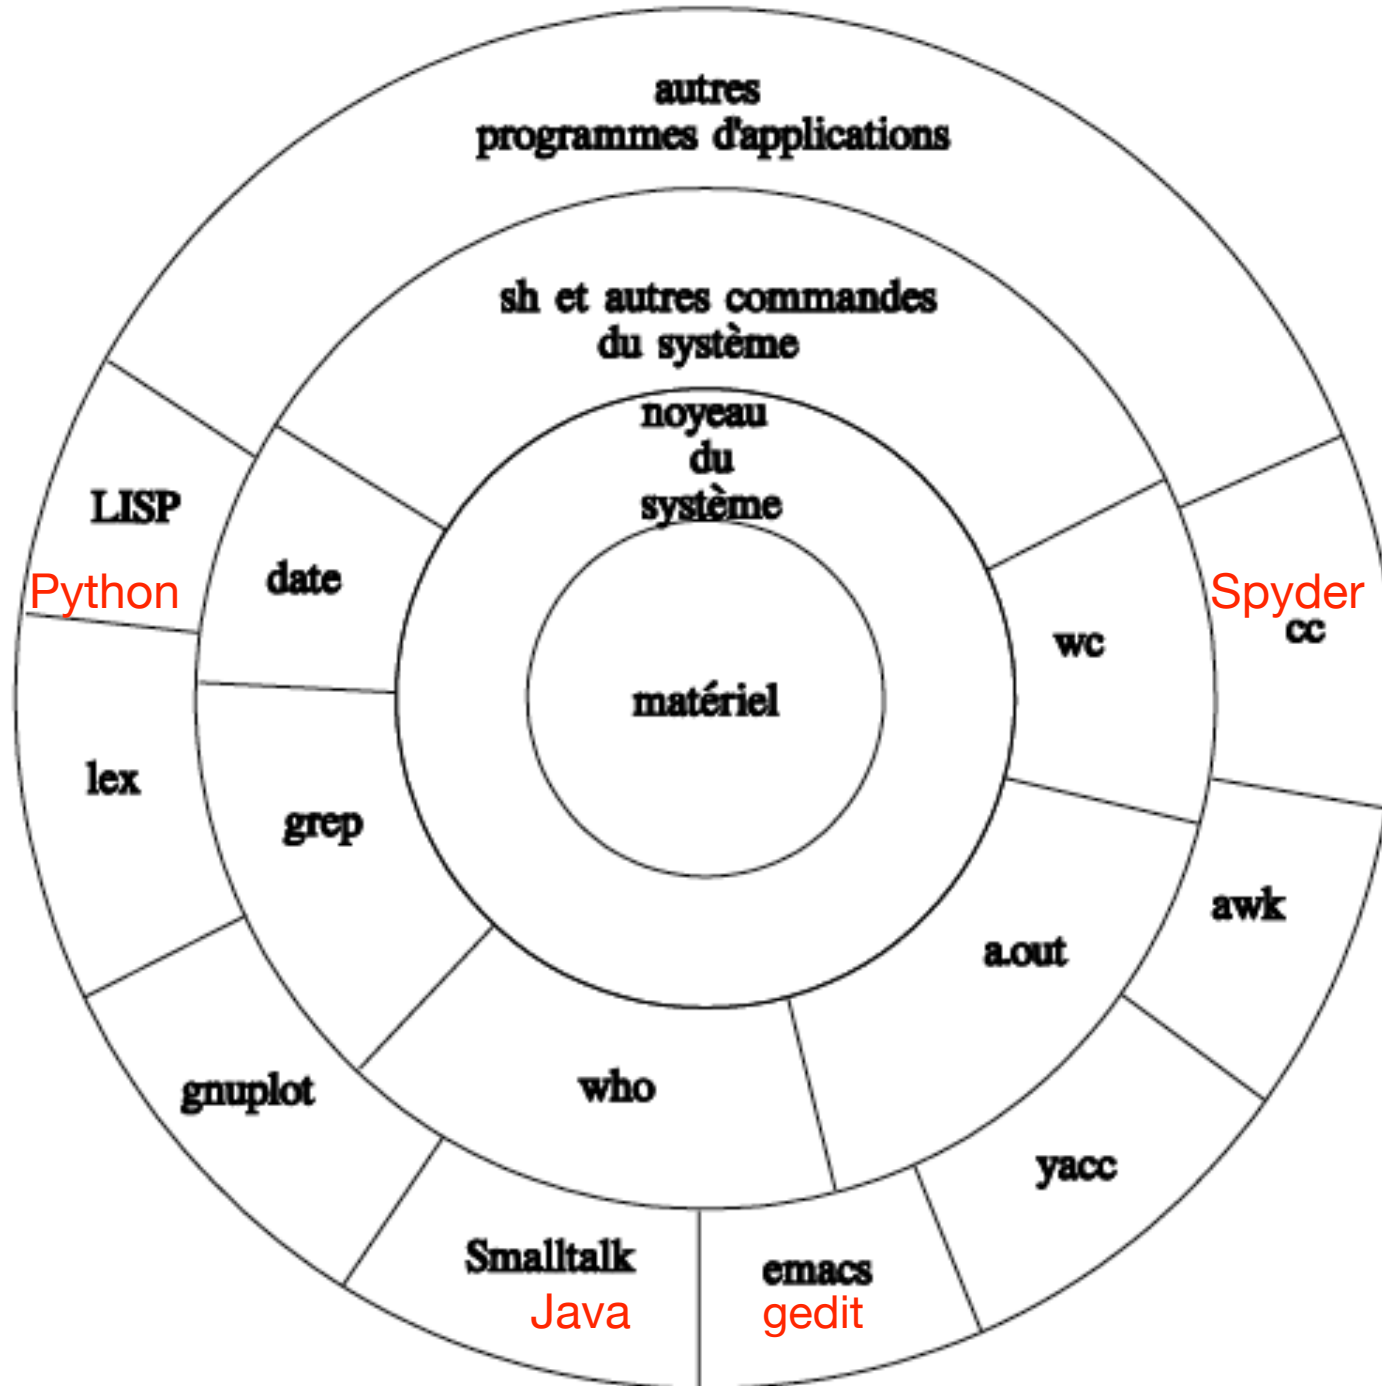 autres
programmes d'applications
sh et autres commandes
du système
noyeau
du
système
LISP
Python
date
Spyder
cc
wc
matériel
lex
grep
awk
a.out
gnuplot
who
yacc
Smalltalk
Java
emacs
gedit